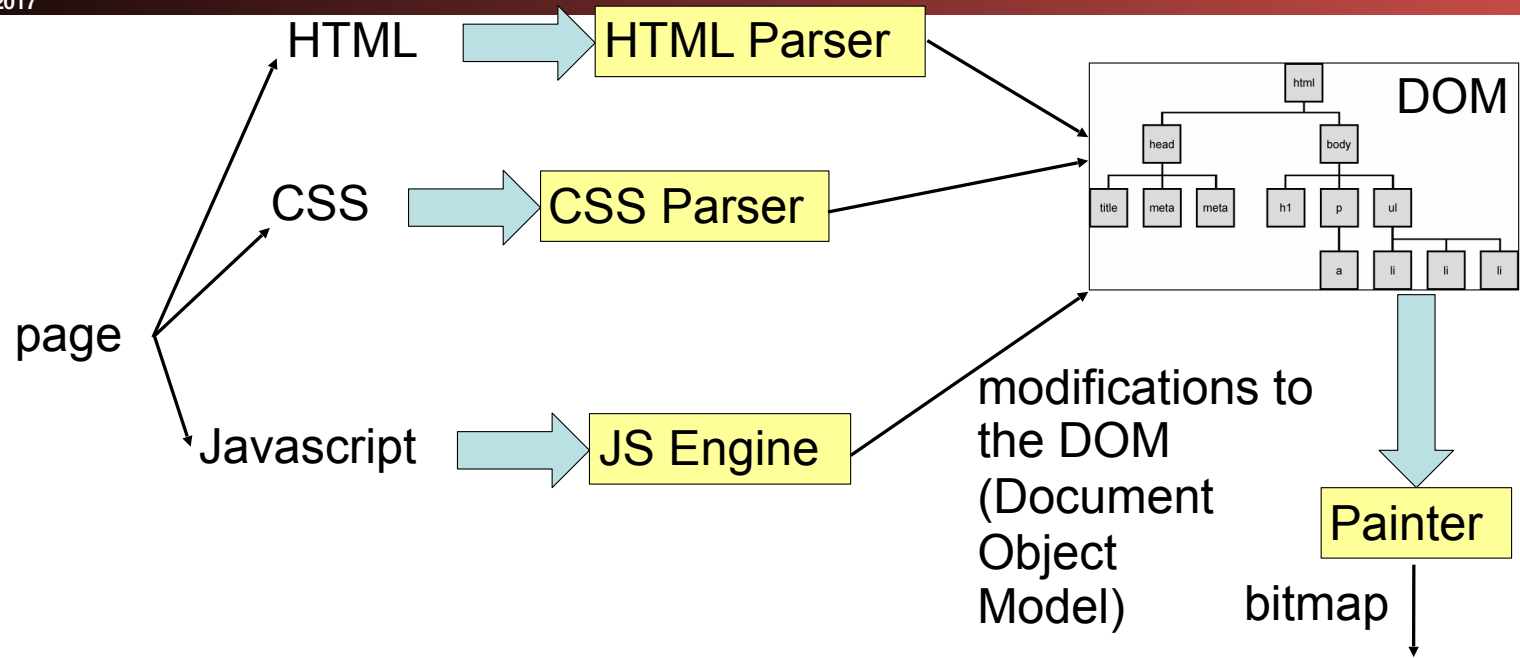 2017
HTML
HTML Parser
DOM
html
head
body
title
meta
meta
h1
p
ul
a
li
li
li
CSS
CSS Parser
page
Javascript
JS Engine
modifications to
the DOM
(Document
Object
Model)
Painter
bitmap